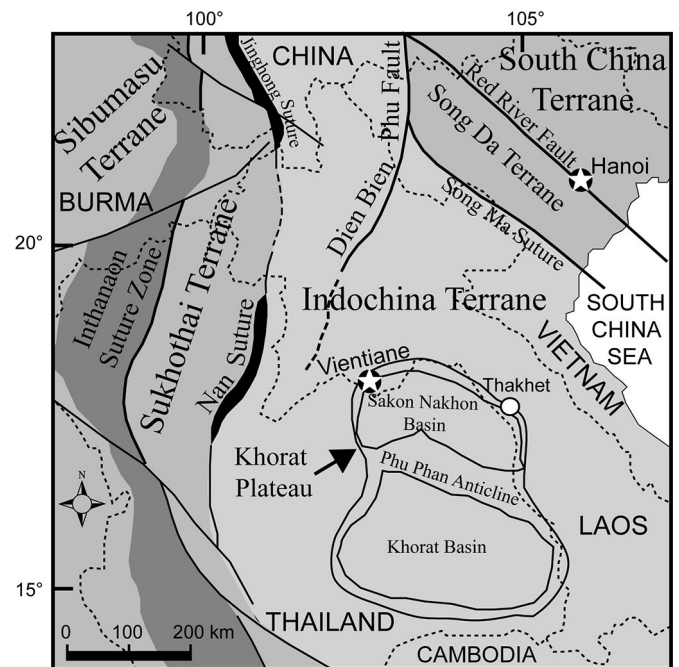 100°
105°
CHINA
South China
Terrane
Jinghong Suture
Phu Fault
Red River Fault
Sibumasu
Terrane
Song Da Terrane
Hanoi
BURMA
Dien Bien
Song Ma Suture
20°
Inthanaon
Suture Zone
Sukhothai Terrane
Indochina Terrane
SOUTH
CHINA
SEA
Nan Suture
VIETNAM
Vientiane
Thakhet
Sakon Nakhon
Basin
Khorat
Plateau
Phu Phan Anticline
N
LAOS
Khorat Basin
15°
THAILAND
0 100 200 km
CAMBODIA